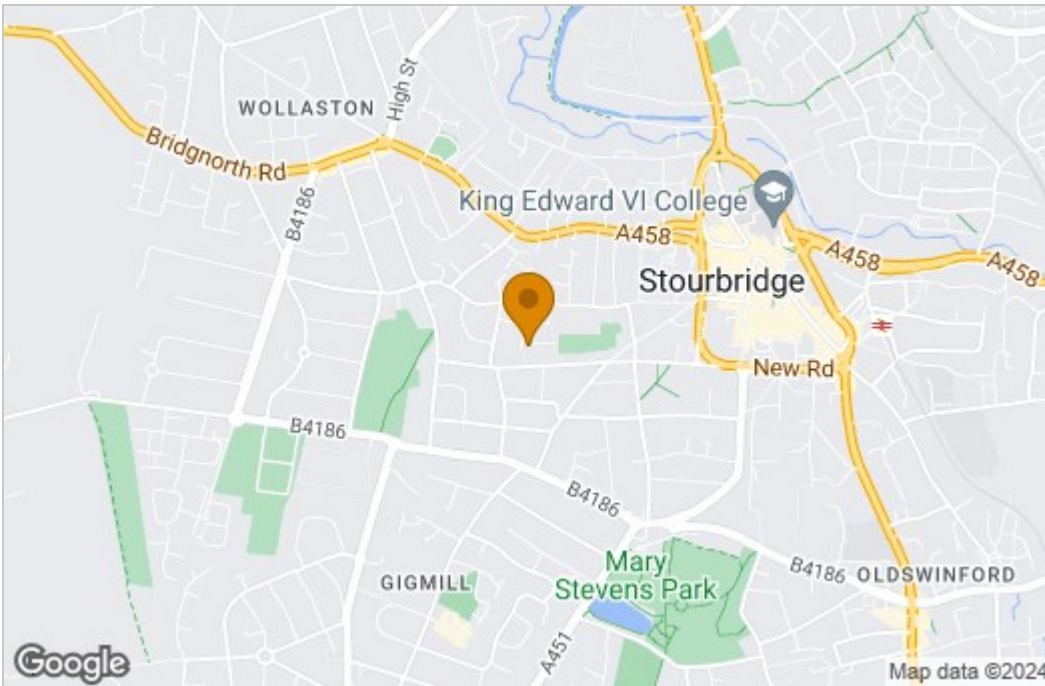 WOLLASTON
High St
Bridgnorth Rd
B4186
King Edward VI College
A458
A458
A458
Stourbridge
New Rd
B4186
B4186
Mary
Stevens Park
B4186
OLDSWINFORD
GIGMILL
A451
Google
Map data ©2024